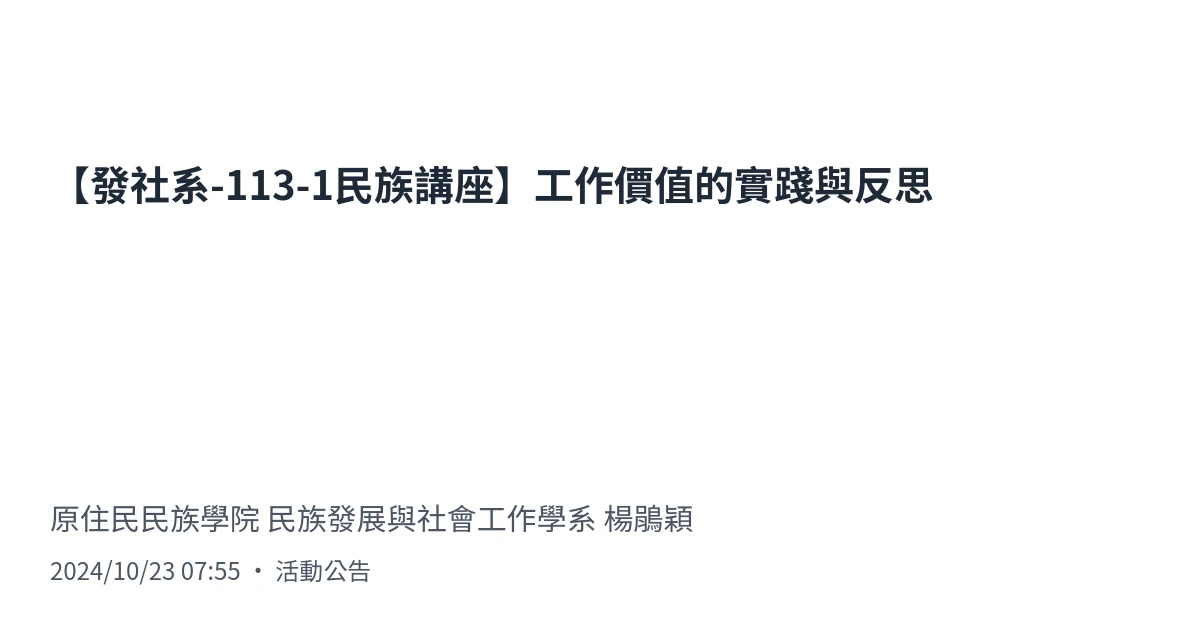 【發社系-113-1民族講座】工作價值的實踐與反思
原住民民族學院 民族發展與社會工作學系 楊鵑穎
2024/10/23 07:55 • 活動公告